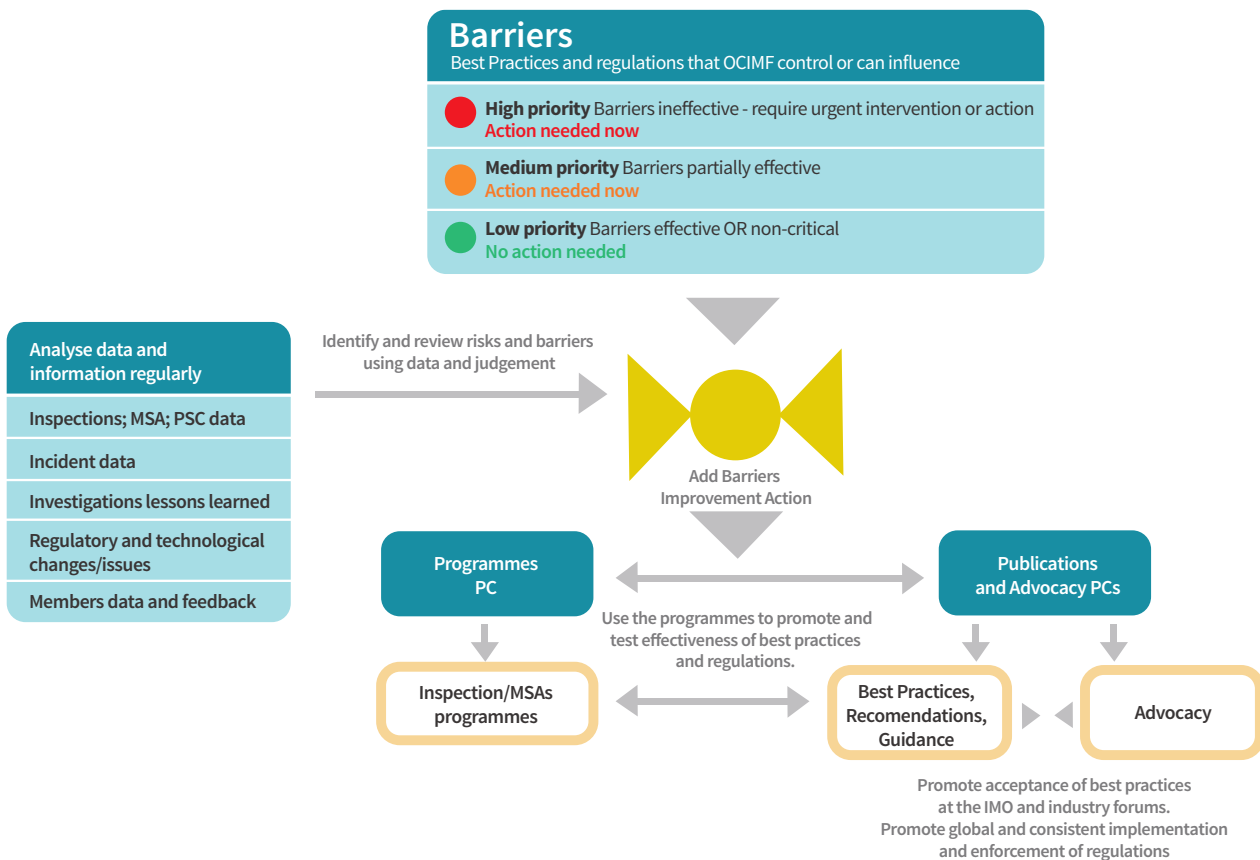 Barriers
Best Practices and regulations that OCIMF control or can influence
High priority Barriers ineffective - require urgent intervention or action
Action needed now
Medium priority Barriers partially effective
Action needed now
Low priority Barriers effective OR non-critical
No action needed
Analyse data and
information regularly
Inspections; MSA; PSC data
Incident data
Investigations lessons learned
Regulatory and technological
changes/issues
Members data and feedback
Identify and review risks and barriers
using data and judgement
Add Barriers
Improvement Action
Programmes
PC
Publications
and Advocacy PCs
Use the programmes to promote and
test effectiveness of best practices
and regulations.
Inspection/MSAs
programmes
Best Practices,
Recomendations,
Guidance
Advocacy
Promote acceptance of best practices
at the IMO and industry forums.
Promote global and consistent implementation
and enforcement of regulations